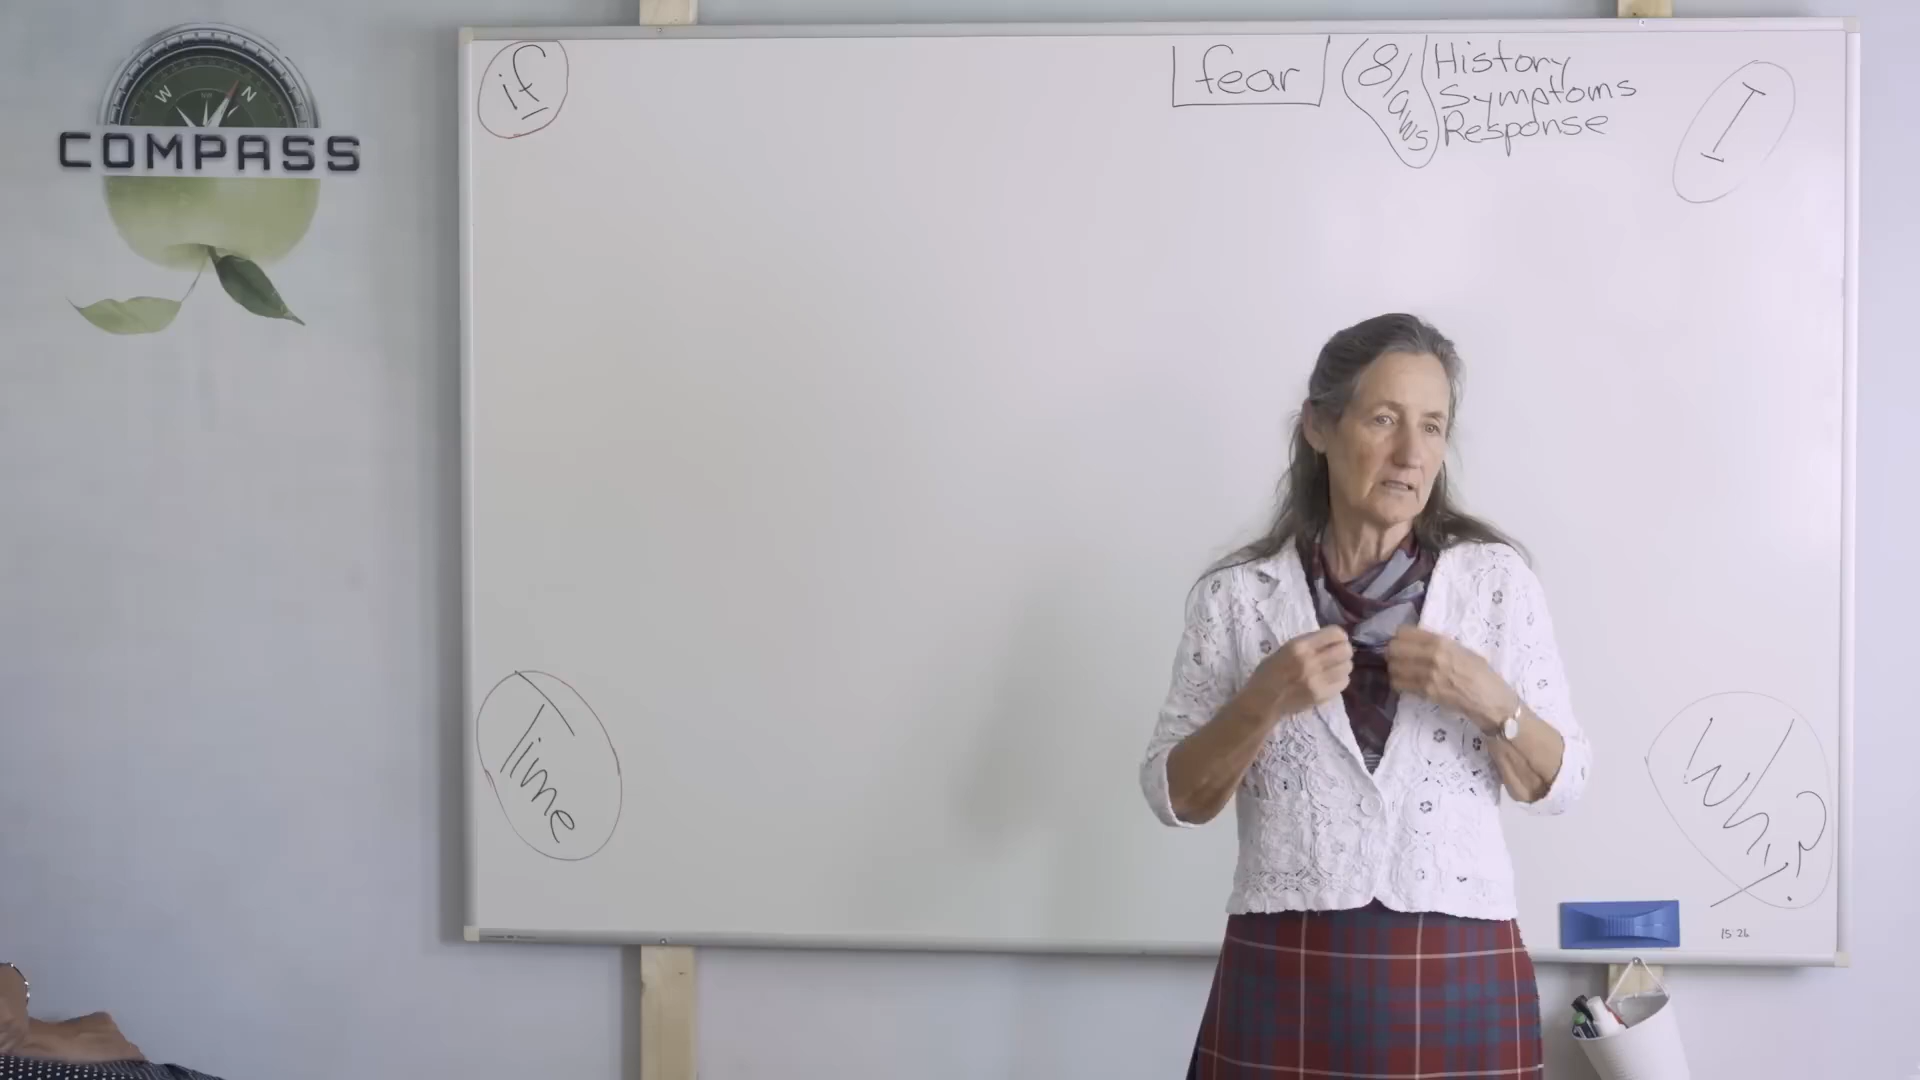 W N
COMPASS
if
fear
8 laws
History
Symptoms
Response
I
Time
Why?
15:26